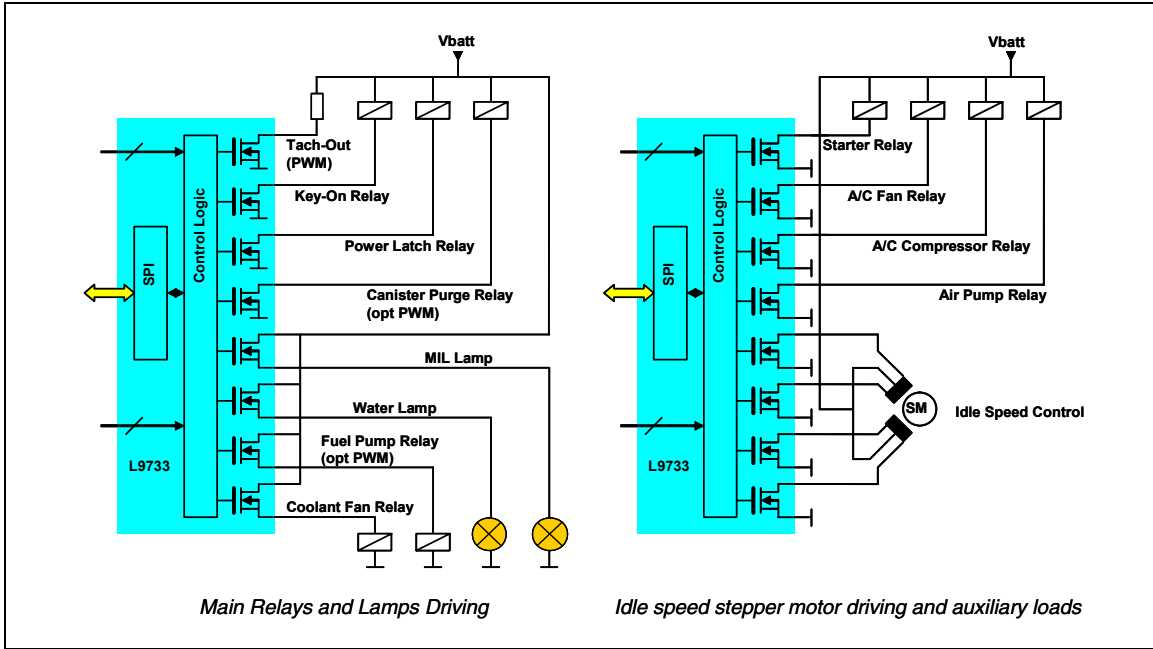 Vbatt
Tach-Out
(PWM)
Key-On Relay
Power Latch Relay
Canister Purge Relay
(opt PWM)
MIL Lamp
Water Lamp
Fuel Pump Relay
(opt PWM)
Coolant Fan Relay
Control Logic
SPI
L9733
Main Relays and Lamps Driving
Vbatt
Starter Relay
A/C Fan Relay
A/C Compressor Relay
Air Pump Relay
SM
Idle Speed Control
Control Logic
SPI
L9733
Idle speed stepper motor driving and auxiliary loads